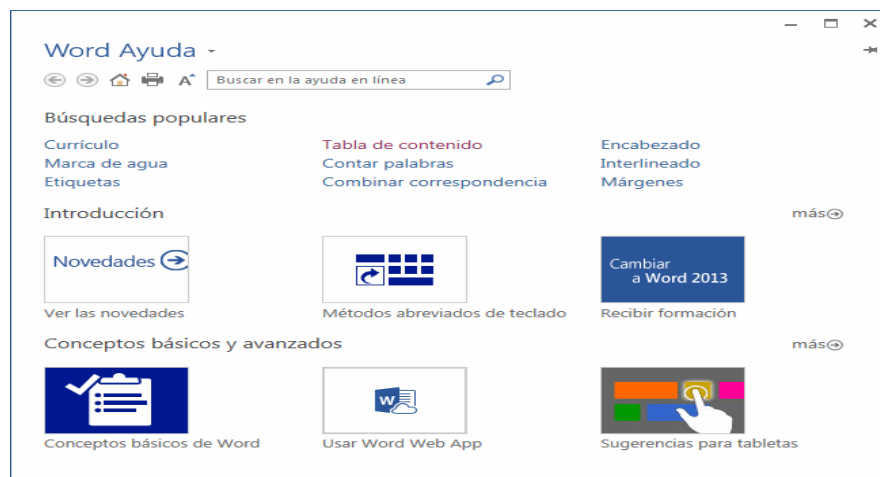 Word Ayuda
A
Buscar en la ayuda en línea
Búsquedas populares
Currículo Tabla de contenido Encabezado
Marca de agua Contar palabras Interlineado
Etiquetas Combinar correspondencia Márgenes
Introducción más
Novedades
Cambiar
a Word 2013
Ver las novedades Métodos abreviados de teclado Recibir formación
Conceptos básicos y avanzados más
W
Conceptos básicos de Word Usar Word Web App Sugerencias para tabletas